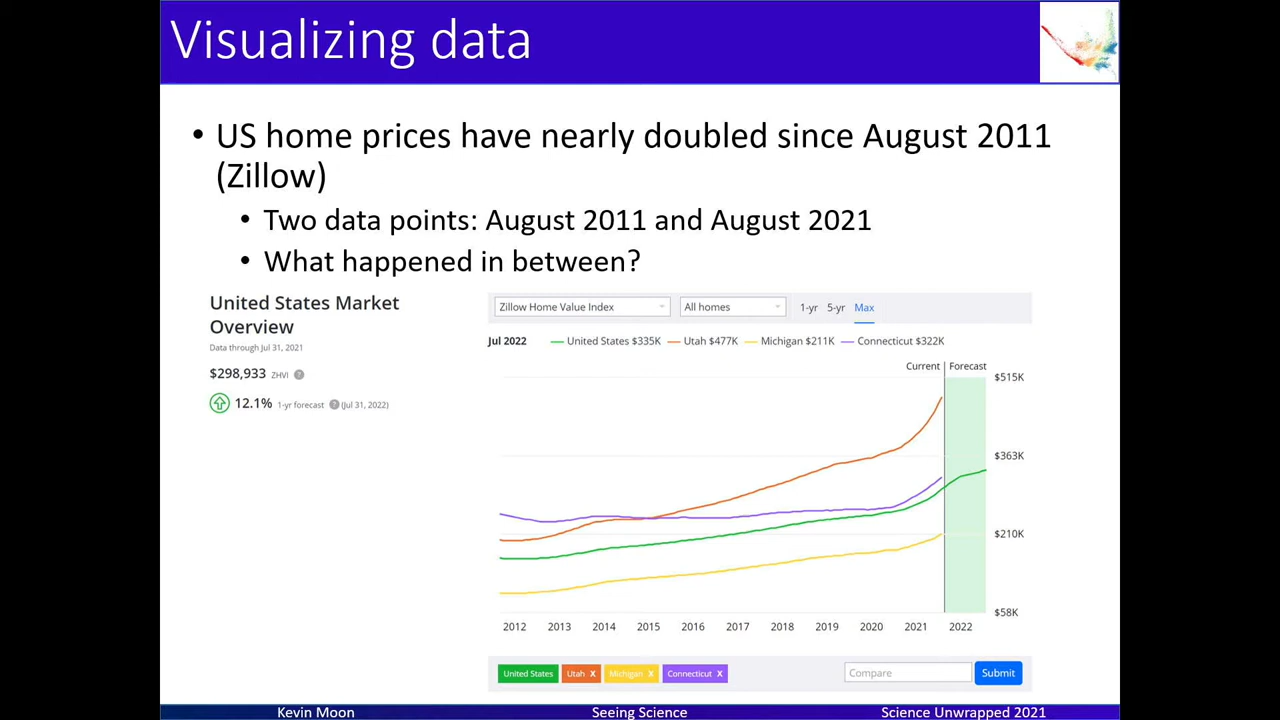 Visualizing data
• US home prices have nearly doubled since August 2011
(Zillow)
• Two data points: August 2011 and August 2021
• What happened in between?
United States Market
Overview
Data through Jul 31, 2021
$298,933 ZHVI ?
12.1% 1-yr forecast ? (Jul 31, 2022)
Zillow Home Value Index All homes 1-yr 5-yr Max
Jul 2022 United States $335K Utah $477K Michigan $211K Connecticut $322K
Current Forecast
$515K
$363K
$210K
$58K
2012 2013 2014 2015 2016 2017 2018 2019 2020 2021 2022
United States Utah X Michigan X Connecticut X Compare Submit
Kevin Moon Seeing Science Science Unwrapped 2021